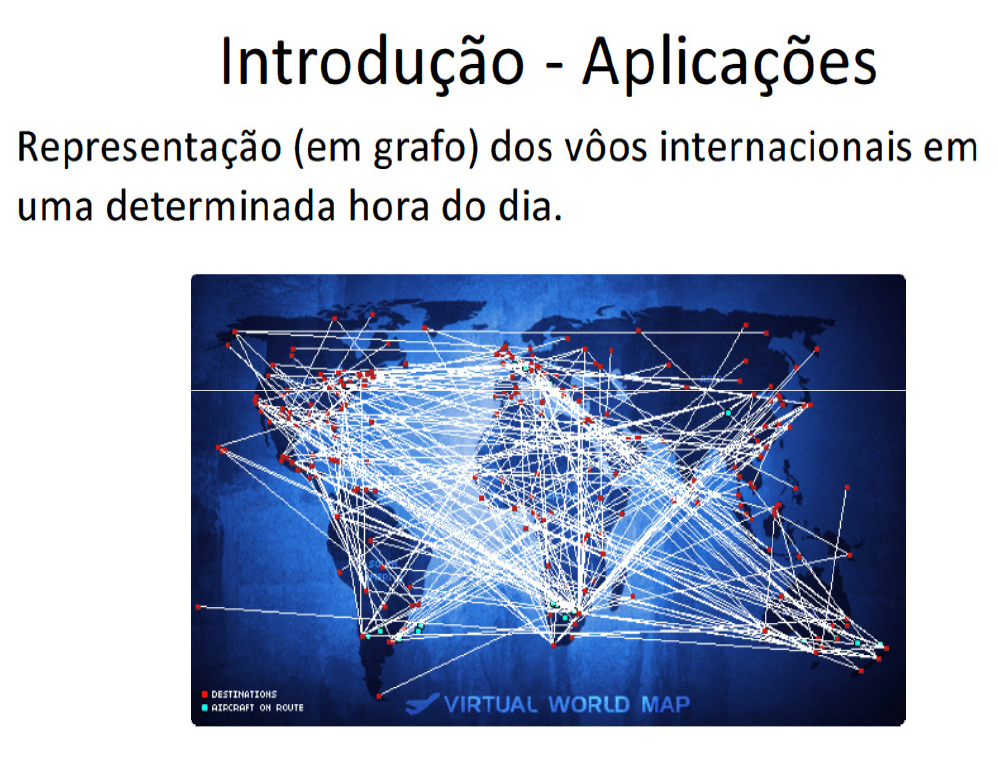 Introdução - Aplicações
Representação (em grafo) dos vôos internacionais em
uma determinada hora do dia.
DESTINATIONS
AIRCRAFT ON ROUTE
VIRTUAL WORLD MAP